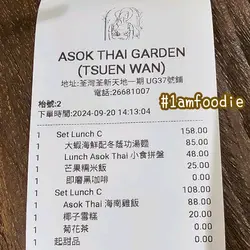 ASOK THAI GARDEN
(TSUEN WAN)
地址:荃灣荃新天地一期 UG37號舖
電話:26681007
#1amfoodie
枱號:2
下單時間:2024-09-20 14:13:04
1 Set Lunch C 158.00
1 大蝦海鮮配冬蔭功湯麵 85.00
1 Lunch Asok Thai 小食拼盤 48.00
1 芒果糯米飯 25.00
1 即磨黑咖啡 0.00
1 Set Lunch C 108.00
1 Asok Thai 海南雞飯 88.00
1 椰子雪糕 20.00
1 菊花茶 0.00
1 起甜品 0.00